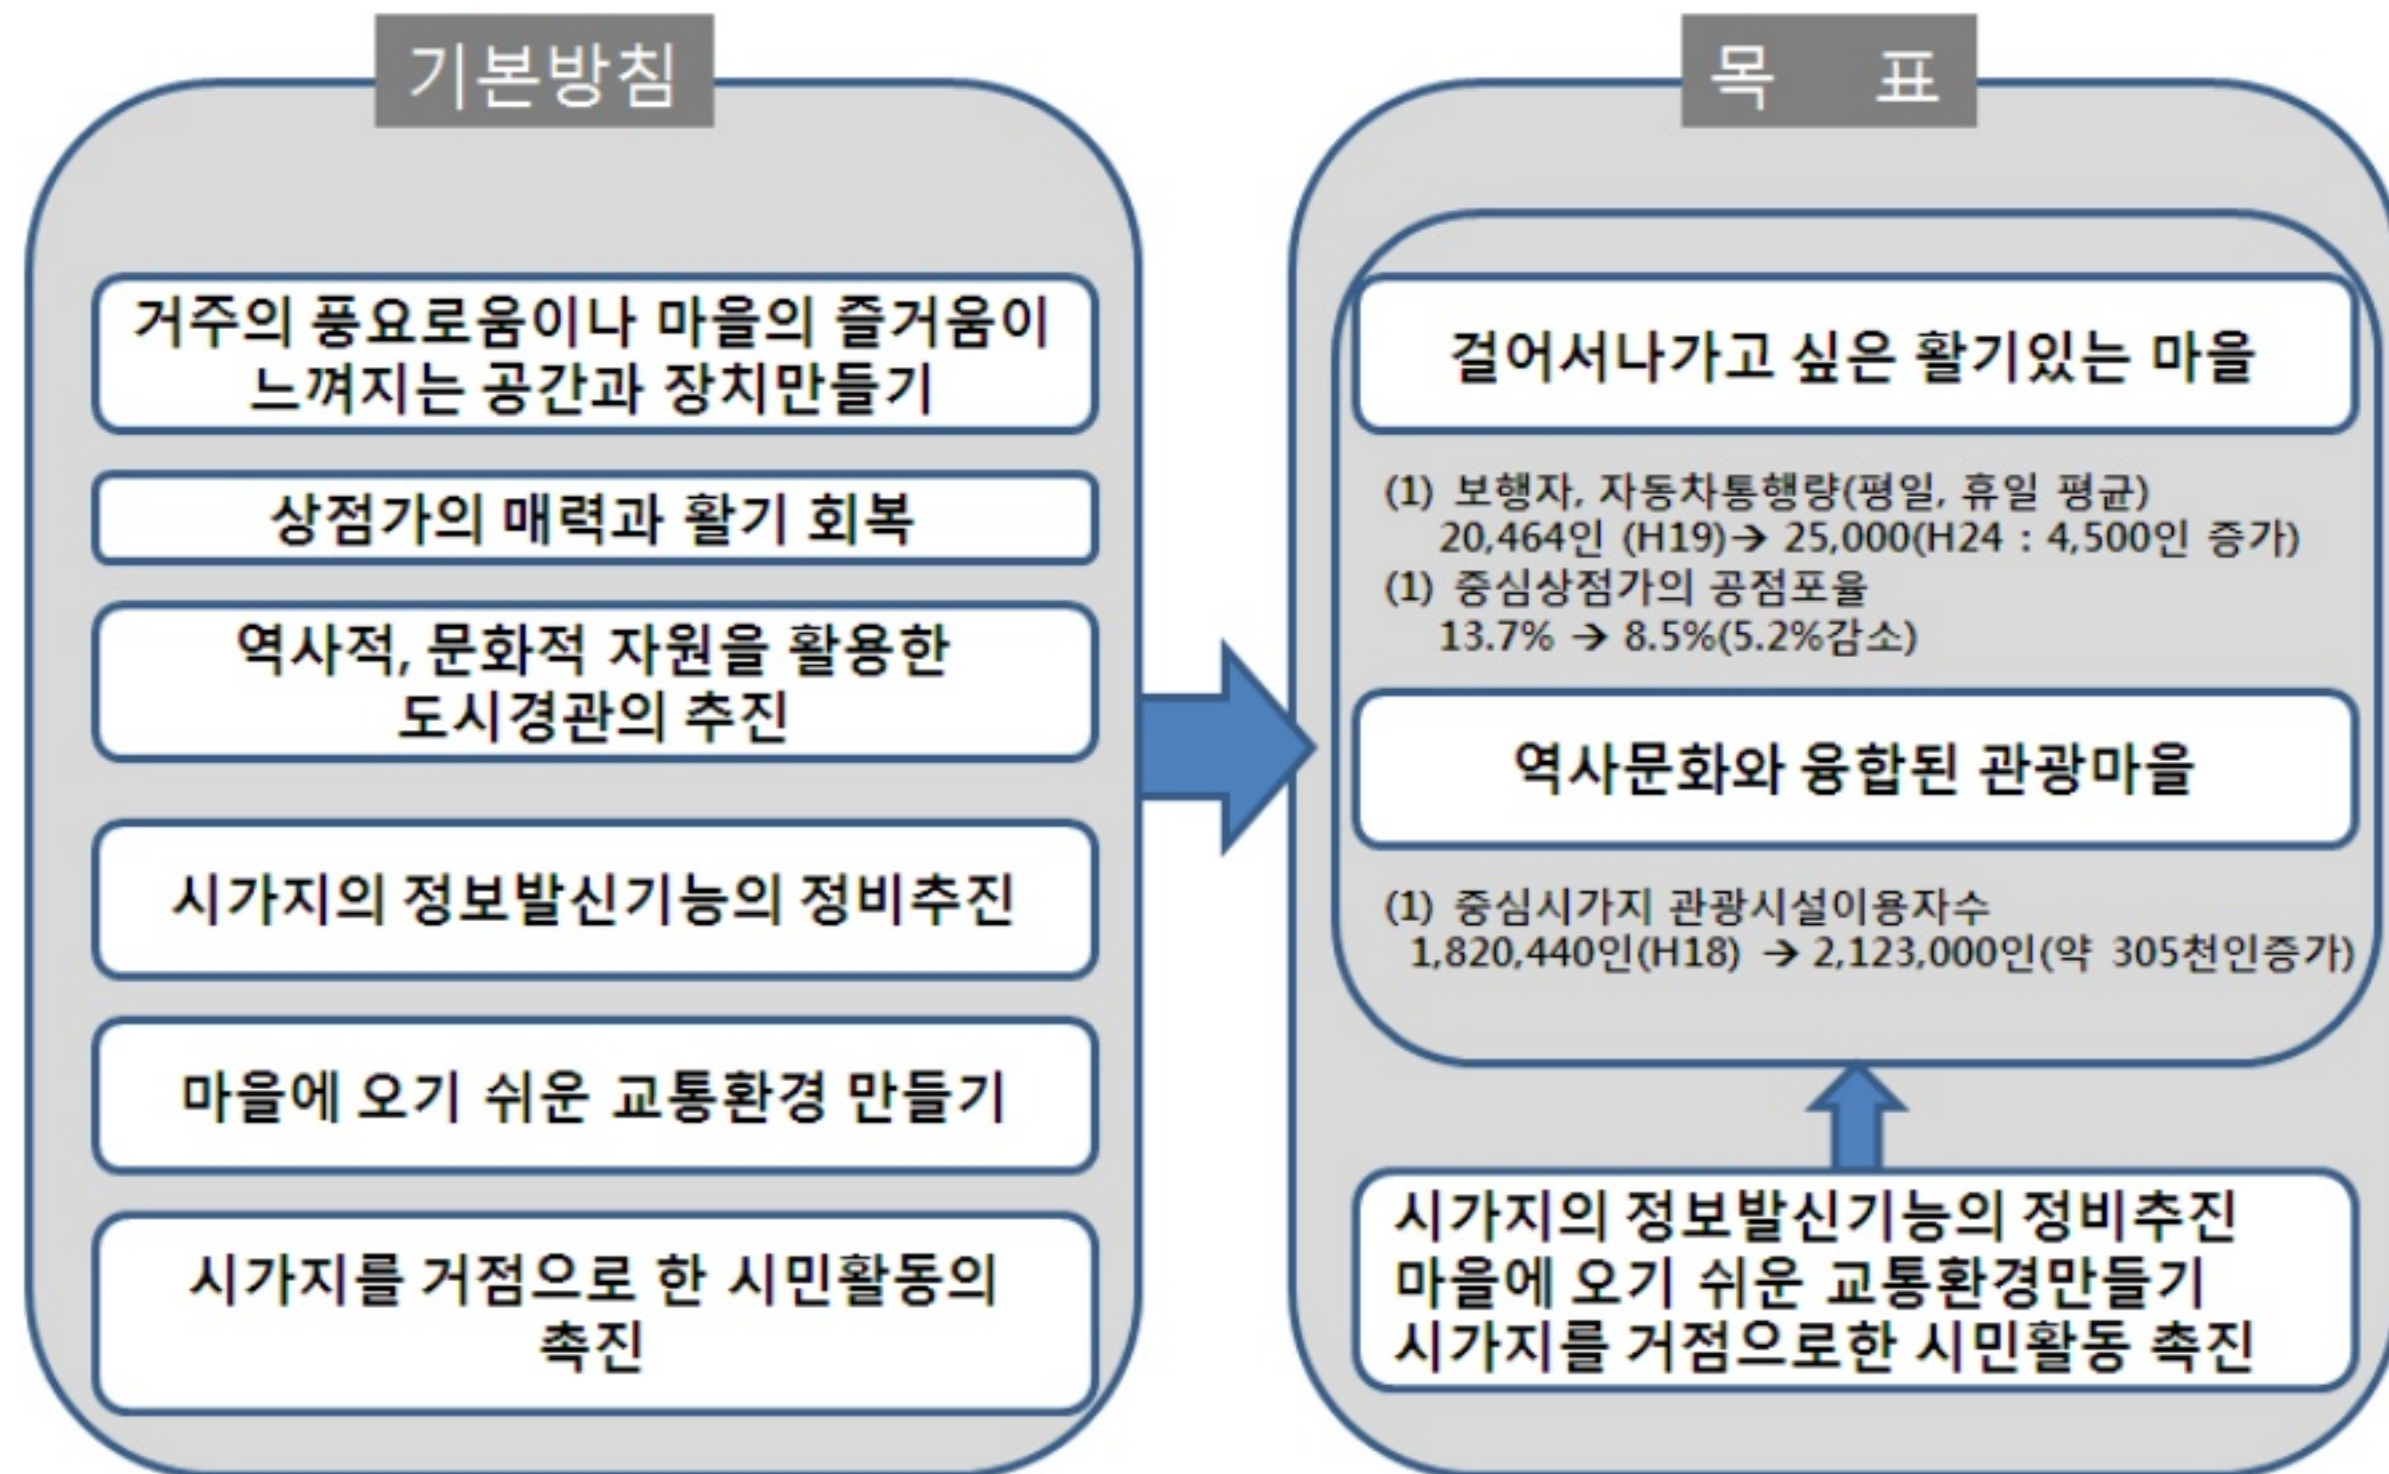 기본방침
거주의 풍요로움이나 마을의 즐거움이
느껴지는 공간과 장치만들기
상점가의 매력과 활기 회복
역사적, 문화적 자원을 활용한
도시경관의 추진
시가지의 정보발신기능의 정비추진
마을에 오기 쉬운 교통환경 만들기
시가지를 거점으로 한 시민활동의
촉진
목 표
걸어서나가고 싶은 활기있는 마을
(1) 보행자, 자동차통행량(평일, 휴일 평균)
20,464인 (H19)→ 25,000(H24 : 4,500인 증가)
(1) 중심상점가의 공점포율
13.7% → 8.5%(5.2%감소)
역사문화와 융합된 관광마을
(1) 중심시가지 관광시설이용자수
1,820,440인(H18) → 2,123,000인(약 305천인증가)
시가지의 정보발신기능의 정비추진
마을에 오기 쉬운 교통환경만들기
시가지를 거점으로한 시민활동 촉진